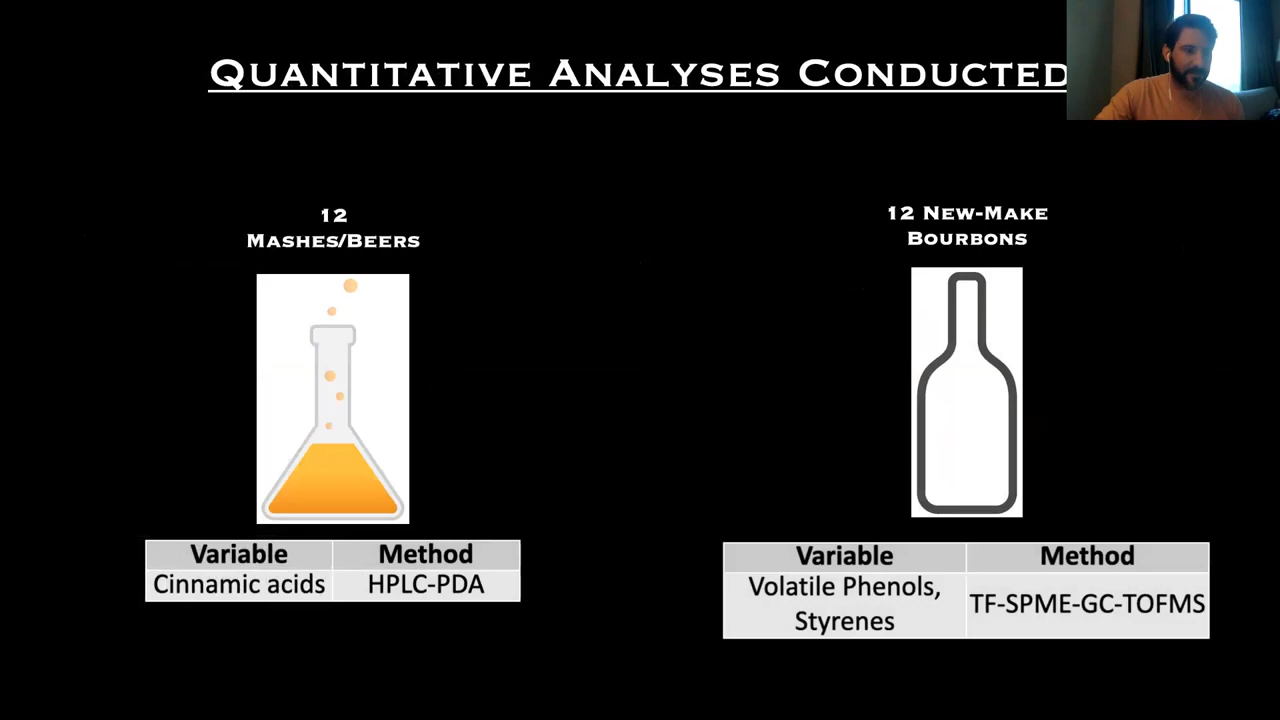 QUANTITATIVE ANALYSES CONDUCTED
12
MASHES/BEERS
12 NEW-MAKE
BOURBONS
Variable Method
Cinnamic acids HPLC-PDA
Variable Method
Volatile Phenols,
Styrenes TF-SPME-GC-TOFMS